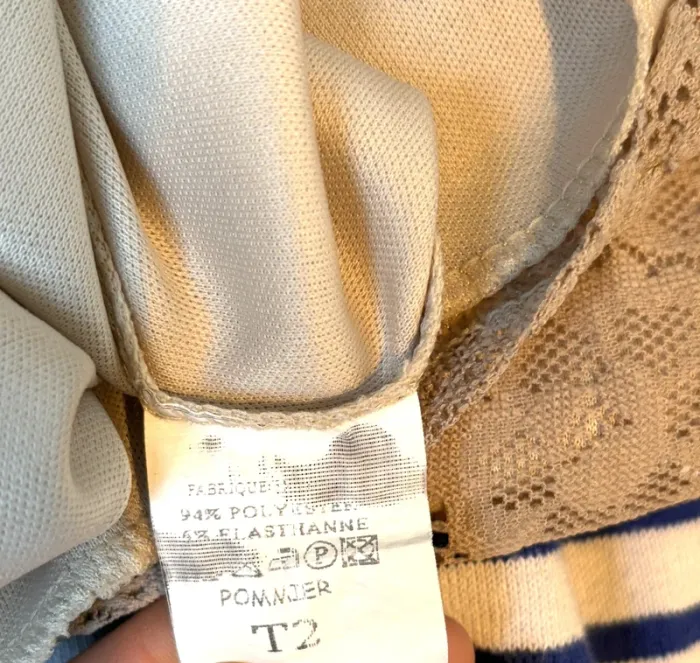 FABRIQUE
94% POLYESTER
6% ELASTHANNE
P
POMMIER
T2